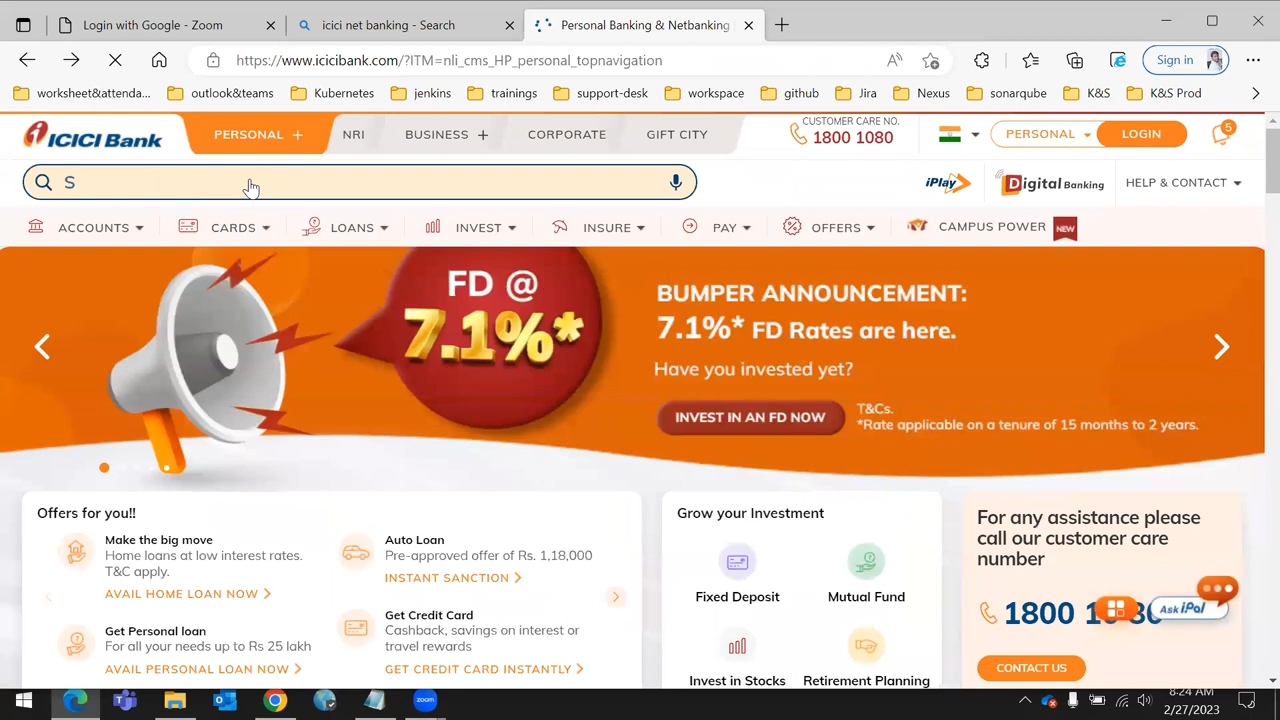 Login with Google - Zoom
icici net banking - Search
Personal Banking & Netbanking
https://www.icicibank.com/?ITM=nli_cms_HP_personal_topnavigation
Sign in
worksheet&attenda...
outlook&teams
Kubernetes
jenkins
trainings
support-desk
workspace
github
Jira
Nexus
sonarqube
K&S
K&S Prod
ICICI Bank
PERSONAL +
NRI
BUSINESS +
CORPORATE
GIFT CITY
CUSTOMER CARE NO.
1800 1080
PERSONAL
LOGIN
5
S
iPlay
Digital Banking
HELP & CONTACT
ACCOUNTS
CARDS
LOANS
INVEST
INSURE
PAY
OFFERS
CAMPUS POWER
NEW
FD @
7.1%*
BUMPER ANNOUNCEMENT:
7.1%* FD Rates are here.
Have you invested yet?
INVEST IN AN FD NOW
T&Cs.
*Rate applicable on a tenure of 15 months to 2 years.
Offers for you!!
Make the big move
Home loans at low interest rates.
T&C apply.
AVAIL HOME LOAN NOW
Auto Loan
Pre-approved offer of Rs. 1,18,000
INSTANT SANCTION
Get Personal loan
For all your needs up to Rs 25 lakh
AVAIL PERSONAL LOAN NOW
Get Credit Card
Cashback, savings on interest or
travel rewards
GET CREDIT CARD INSTANTLY
Grow your Investment
Fixed Deposit
Mutual Fund
Invest in Stocks
Retirement Planning
For any assistance please
call our customer care
number
1800
Ask iPal
CONTACT US
zoom
8:24 AM
2/27/2023